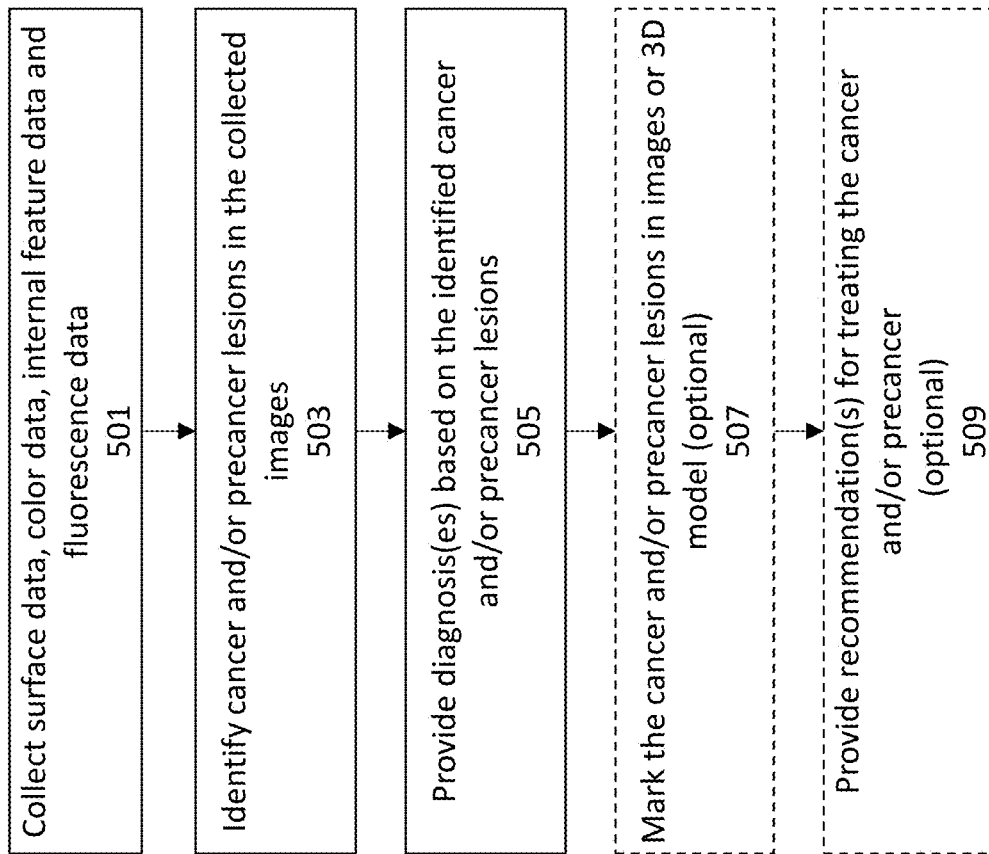 Collect surface data, color data, internal feature data and
fluorescence data
501
Identify cancer and/or precancer lesions in the collected
images
503
Provide diagnosis(es) based on the identified cancer
and/or precancer lesions
505
Mark the cancer and/or precancer lesions in images or 3D
model (optional)
507
Provide recommendation(s) for treating the cancer
and/or precancer
(optional)
509